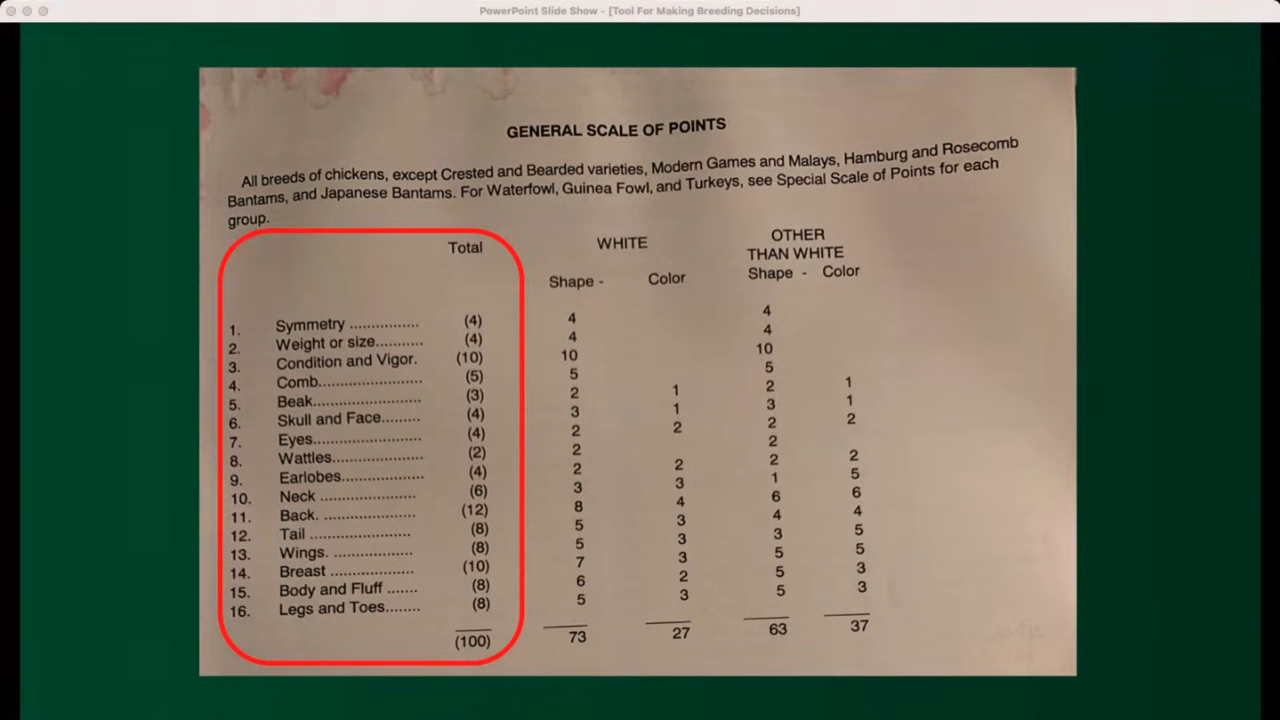 PowerPoint Slide Show - [Tool For Making Breeding Decisions]
GENERAL SCALE OF POINTS
All breeds of chickens, except Crested and Bearded varieties, Modern Games and Malays, Hamburg and Rosecomb
Bantams, and Japanese Bantams. For Waterfowl, Guinea Fowl, and Turkeys, see Special Scale of Points for each
group.
Total WHITE OTHER
THAN WHITE
Shape - Color Shape - Color
1. Symmetry ................ (4) 4 4
2. Weight or size........... (4) 4 4
3. Condition and Vigor. (10) 10 10
4. Comb........................ (5) 5 5
5. Beak......................... (3) 2 1 2 1
6. Skull and Face......... (4) 3 1 3 1
7. Eyes......................... (4) 2 2 2 2
8. Wattles..................... (2) 2 2
9. Earlobes................... (4) 2 2 2 2
10. Neck ..................... (6) 3 3 1 5
11. Back. ..................... (12) 8 4 6 6
12. Tail ....................... (8) 5 3 4 4
13. Wings. .................. (8) 5 3 3 5
14. Breast .................. (10) 7 3 5 5
15. Body and Fluff ....... (8) 6 2 5 3
16. Legs and Toes........ (8) 5 3 5 3
(100) 73 27 63 37